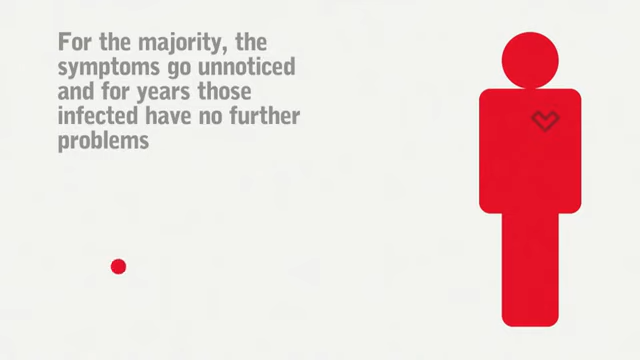 For the majority, the
symptoms go unnoticed
and for years those
infected have no further
problems